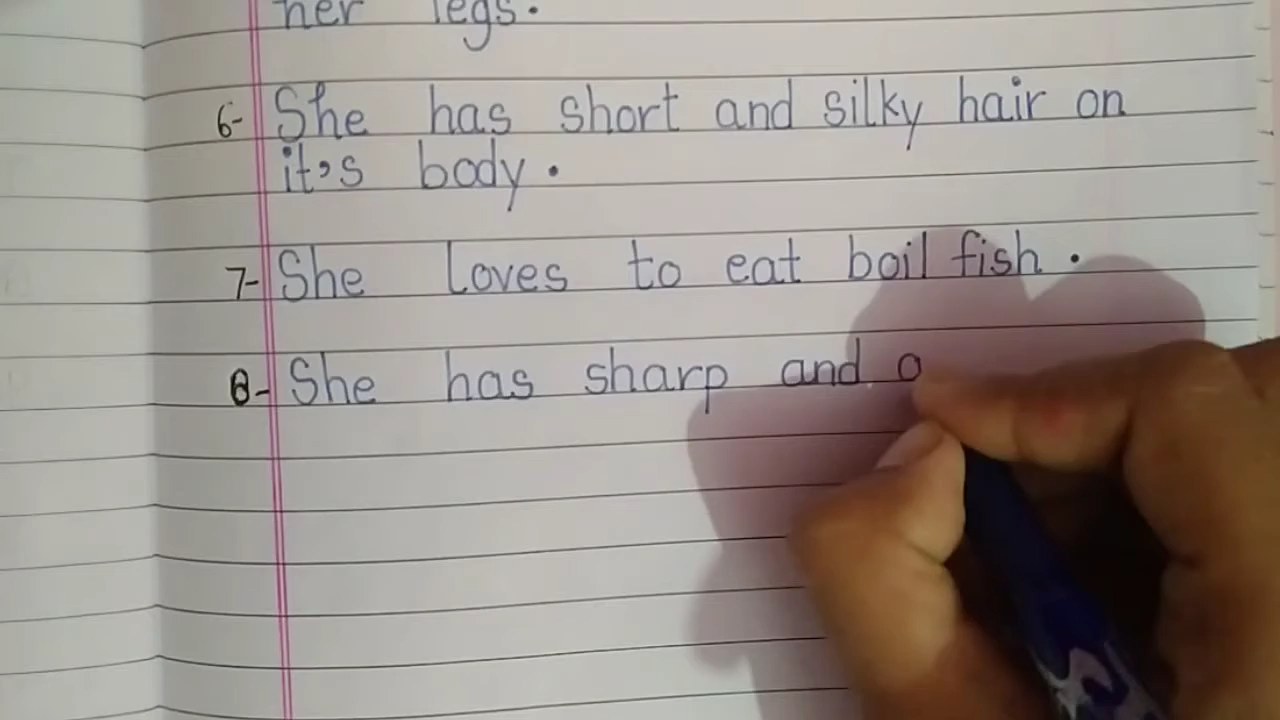 her legs.
6- She has short and silky hair on
it's body.
7- She loves to eat boil fish.
8- She has sharp and